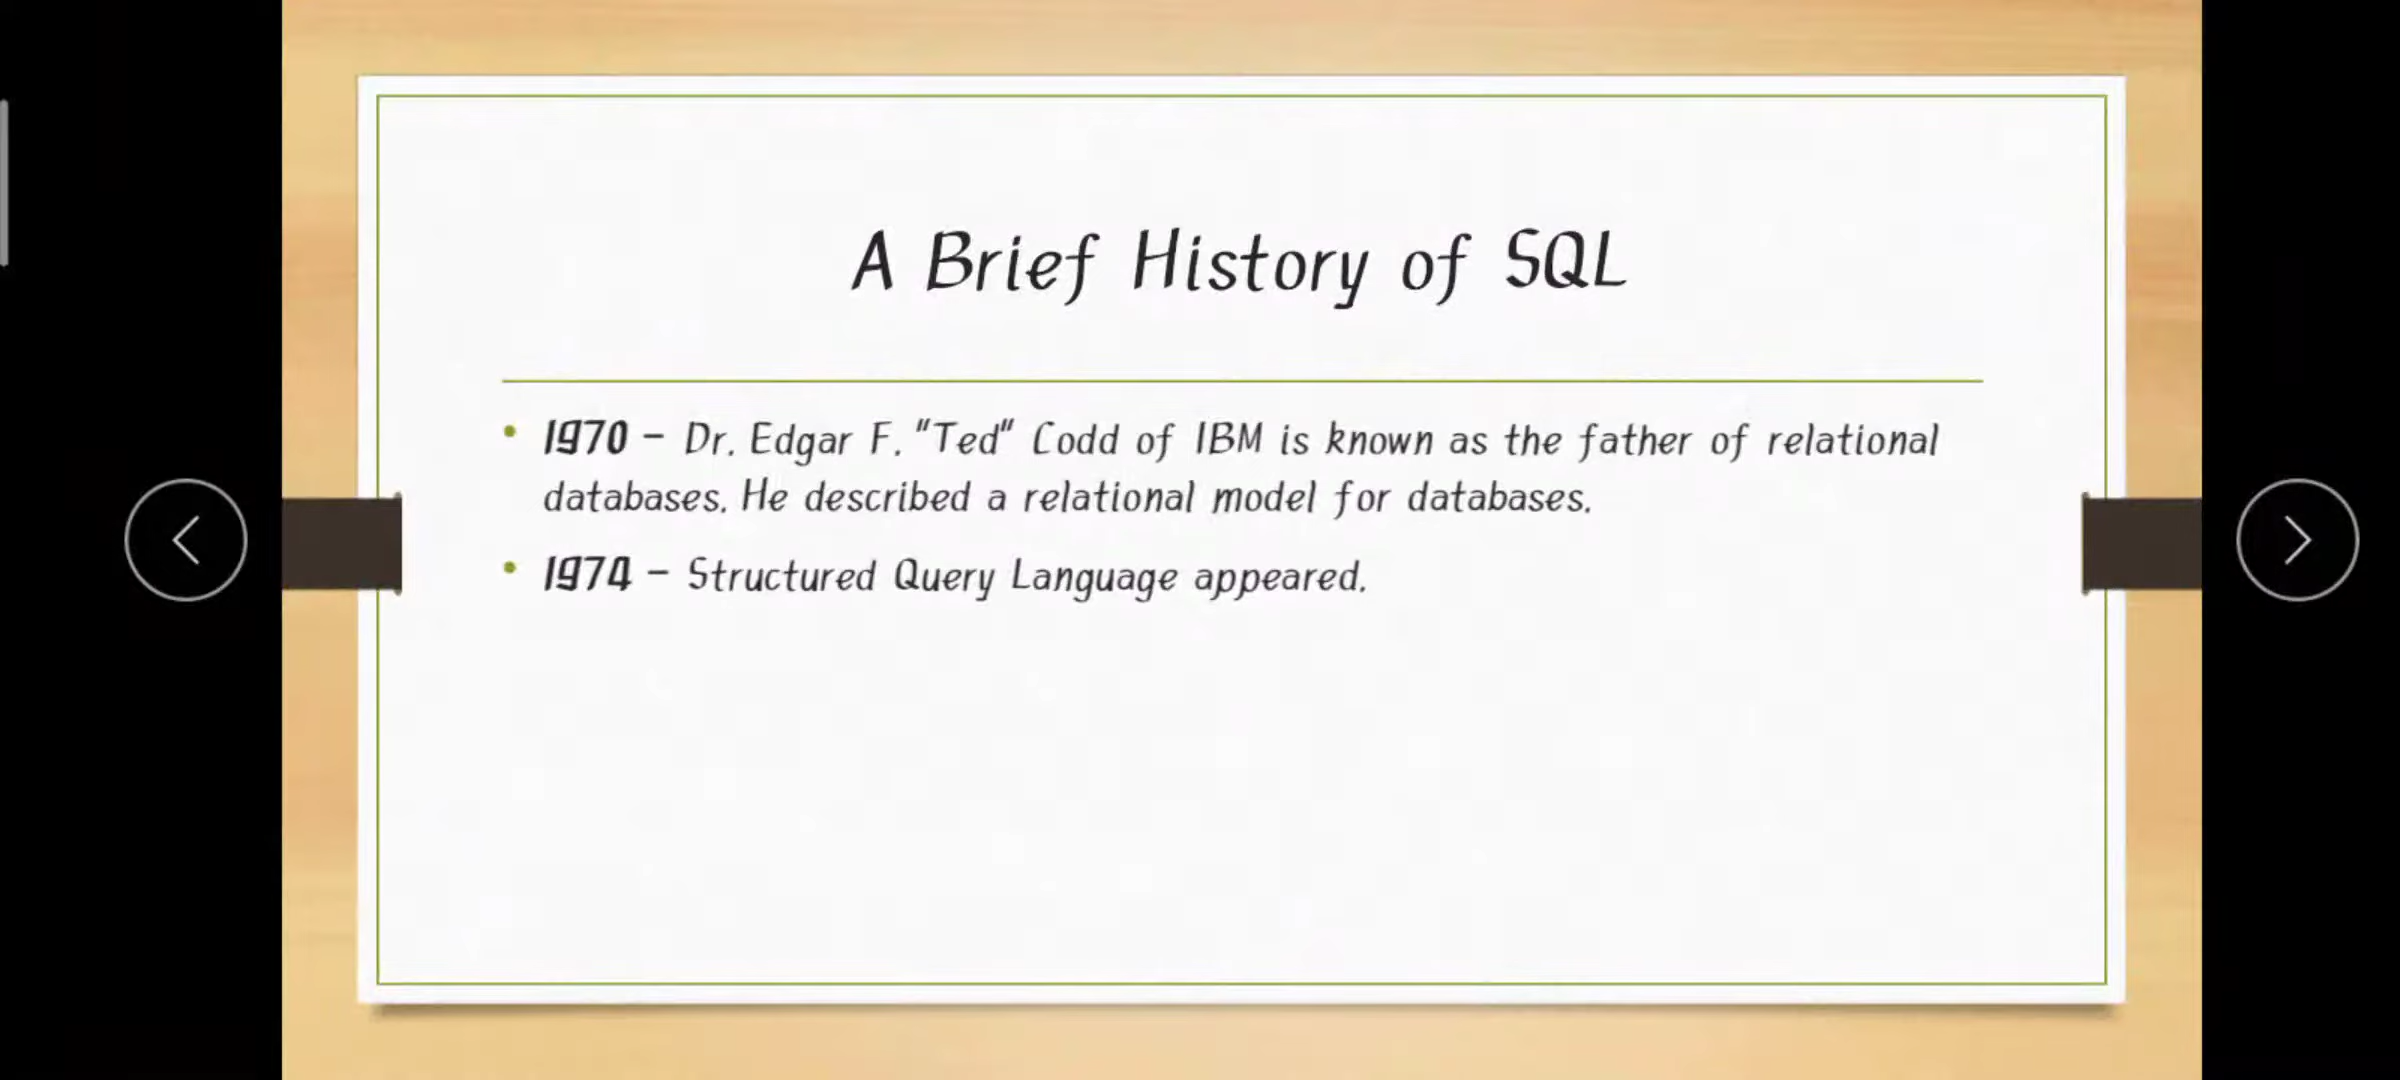 A Brief History of SQL
• 1970 – Dr. Edgar F. "Ted" Codd of IBM is known as the father of relational
databases. He described a relational model for databases.
• 1974 – Structured Query Language appeared.